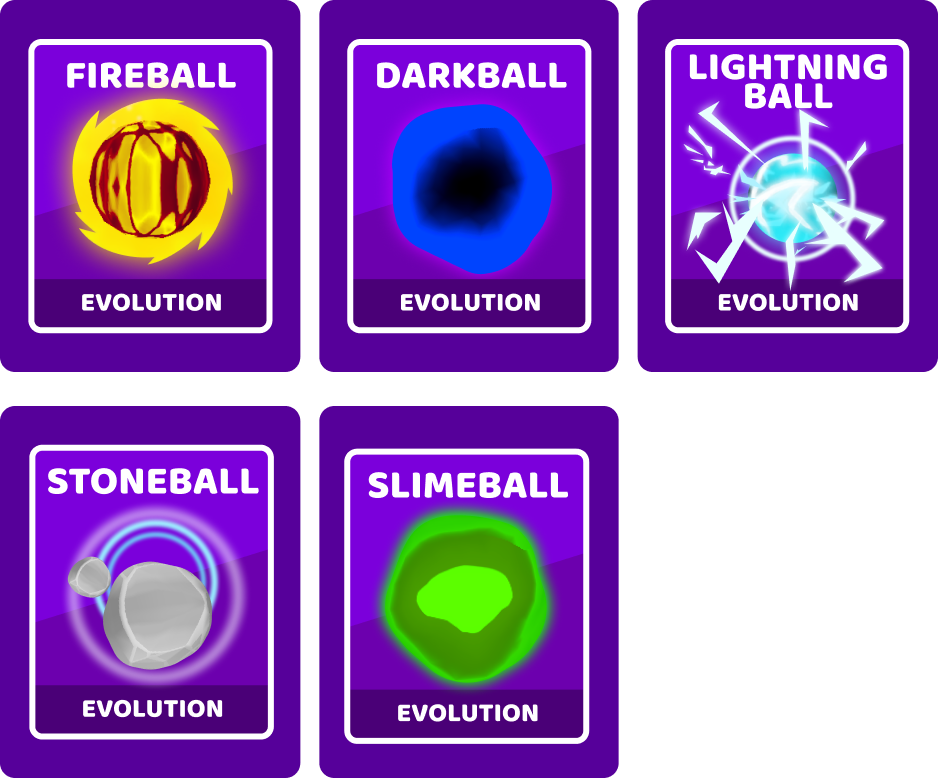 FIREBALL
EVOLUTION
DARKBALL
EVOLUTION
LIGHTNING
BALL
EVOLUTION
STONEBALL
EVOLUTION
SLIMEBALL
EVOLUTION